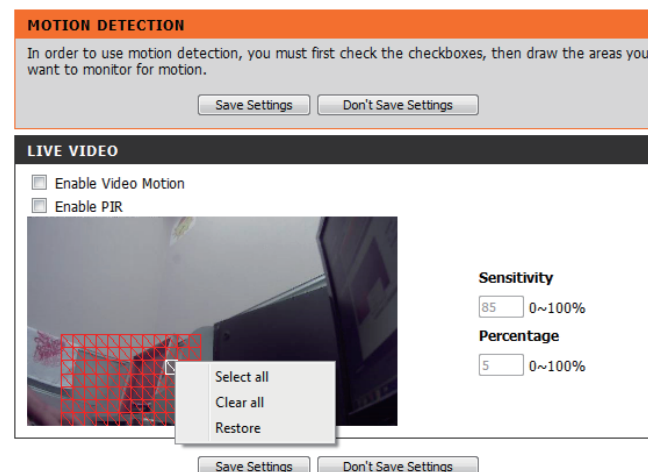 MOTION DETECTION
In order to use motion detection, you must first check the checkboxes, then draw the areas you
want to monitor for motion.
Save Settings Don't Save Settings
LIVE VIDEO
Enable Video Motion
Enable PIR
Sensitivity
85 0~100%
Percentage
5 0~100%
Select all
Clear all
Restore
Save Settings Don't Save Settings